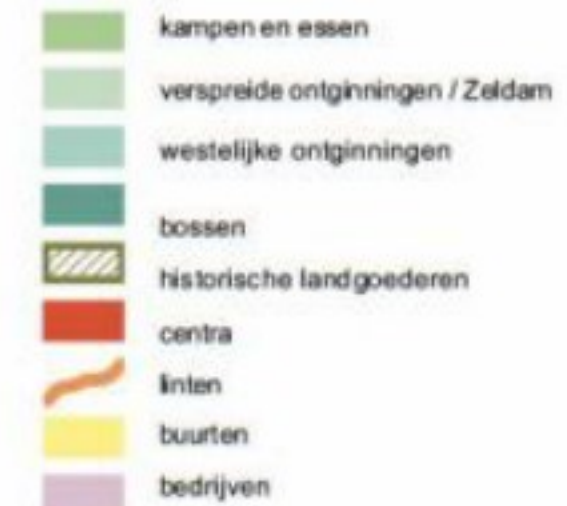 kampen en essen
verspreide ontginningen / Zeldam
westelijke ontginningen
bossen
historische landgoederen
centra
linten
buurten
bedrijven